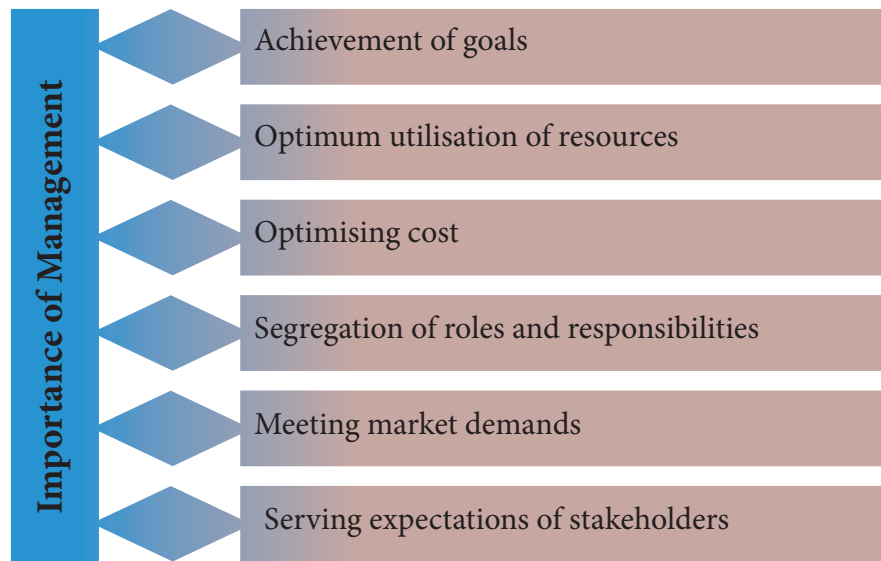 Importance of Management
Achievement of goals
Optimum utilisation of resources
Optimising cost
Segregation of roles and responsibilities
Meeting market demands
Serving expectations of stakeholders